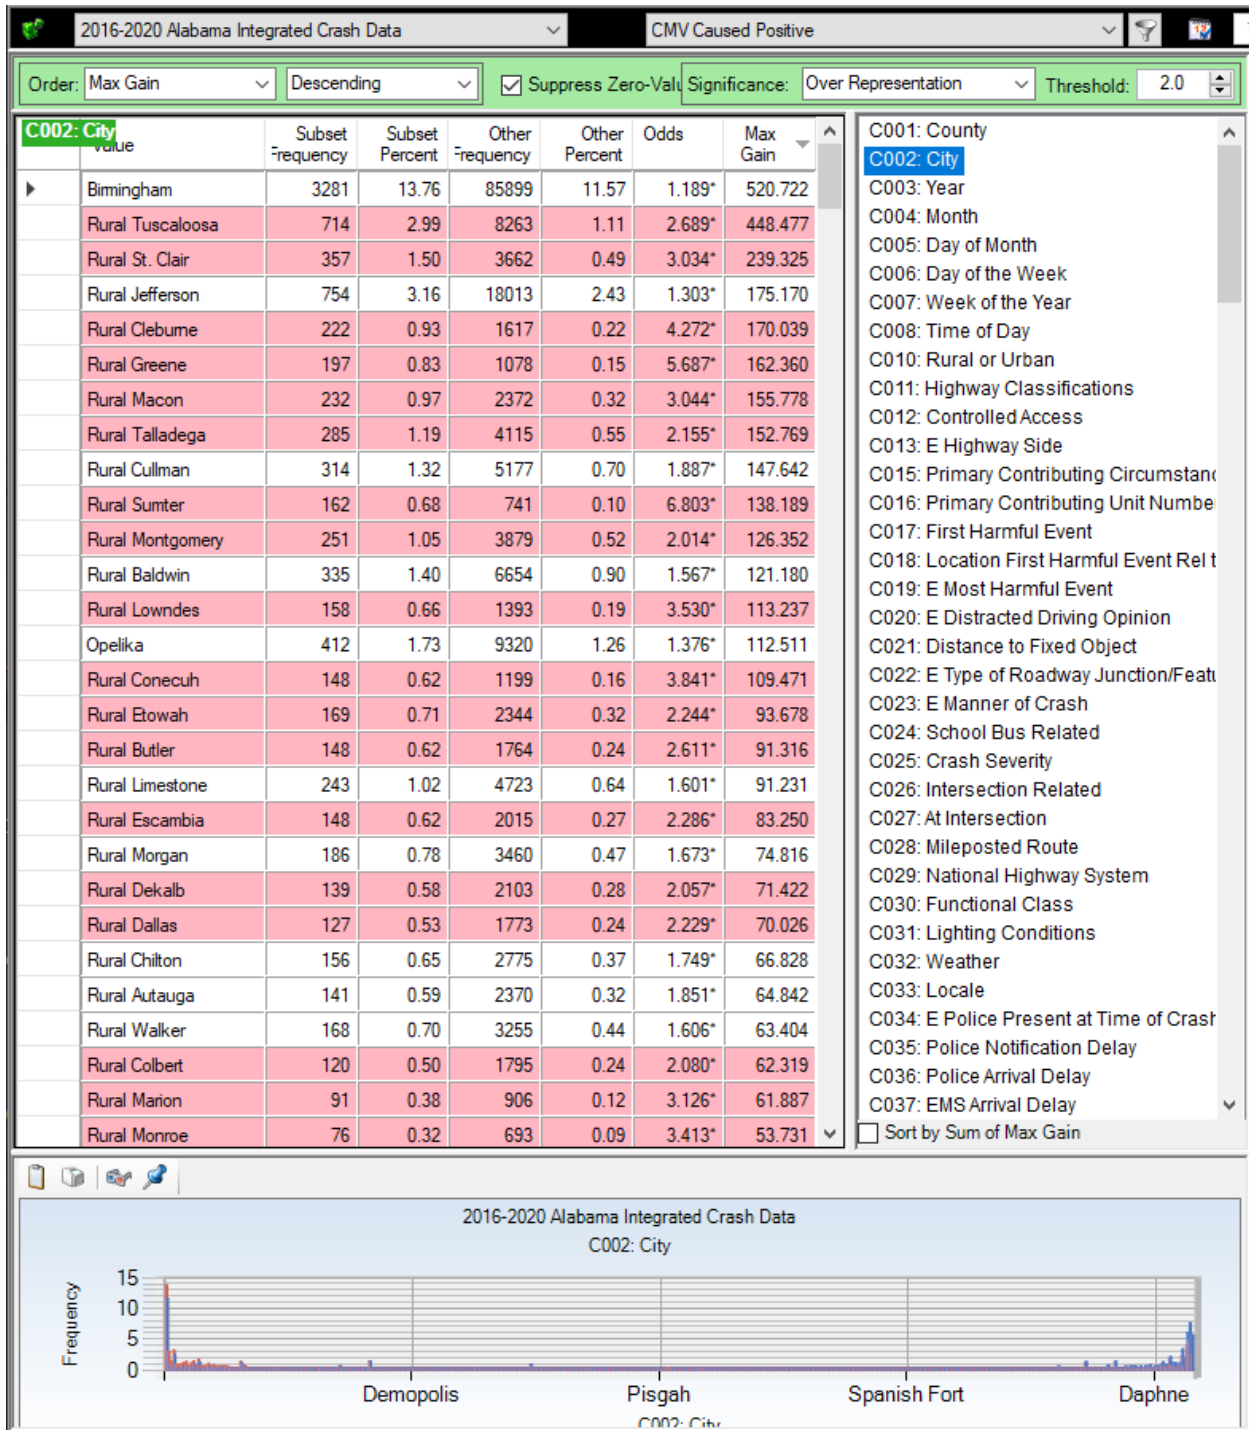 2016-2020 Alabama Integrated Crash Data CMV Caused Positive
Order: Max Gain Descending Suppress Zero-Valu Significance: Over Representation Threshold: 2.0
C002: City
Value Subset Frequency Subset Percent Other Frequency Other Percent Odds Max Gain
Birmingham 3281 13.76 85899 11.57 1.189* 520.722
Rural Tuscaloosa 714 2.99 8263 1.11 2.689* 448.477
Rural St. Clair 357 1.50 3662 0.49 3.034* 239.325
Rural Jefferson 754 3.16 18013 2.43 1.303* 175.170
Rural Cleburne 222 0.93 1617 0.22 4.272* 170.039
Rural Greene 197 0.83 1078 0.15 5.687* 162.360
Rural Macon 232 0.97 2372 0.32 3.044* 155.778
Rural Talladega 285 1.19 4115 0.55 2.155* 152.769
Rural Cullman 314 1.32 5177 0.70 1.887* 147.642
Rural Sumter 162 0.68 741 0.10 6.803* 138.189
Rural Montgomery 251 1.05 3879 0.52 2.014* 126.352
Rural Baldwin 335 1.40 6654 0.90 1.567* 121.180
Rural Lowndes 158 0.66 1393 0.19 3.530* 113.237
Opelika 412 1.73 9320 1.26 1.376* 112.511
Rural Conecuh 148 0.62 1199 0.16 3.841* 109.471
Rural Etowah 169 0.71 2344 0.32 2.244* 93.678
Rural Butler 148 0.62 1764 0.24 2.611* 91.316
Rural Limestone 243 1.02 4723 0.64 1.601* 91.231
Rural Escambia 148 0.62 2015 0.27 2.286* 83.250
Rural Morgan 186 0.78 3460 0.47 1.673* 74.816
Rural Dekalb 139 0.58 2103 0.28 2.057* 71.422
Rural Dallas 127 0.53 1773 0.24 2.229* 70.026
Rural Chilton 156 0.65 2775 0.37 1.749* 66.828
Rural Autauga 141 0.59 2370 0.32 1.851* 64.842
Rural Walker 168 0.70 3255 0.44 1.606* 63.404
Rural Colbert 120 0.50 1795 0.24 2.080* 62.319
Rural Marion 91 0.38 906 0.12 3.126* 61.887
Rural Monroe 76 0.32 693 0.09 3.413* 53.731
C001: County
C002: City
C003: Year
C004: Month
C005: Day of Month
C006: Day of the Week
C007: Week of the Year
C008: Time of Day
C010: Rural or Urban
C011: Highway Classifications
C012: Controlled Access
C013: E Highway Side
C015: Primary Contributing Circumstanc
C016: Primary Contributing Unit Numbe
C017: First Harmful Event
C018: Location First Harmful Event Rel t
C019: E Most Harmful Event
C020: E Distracted Driving Opinion
C021: Distance to Fixed Object
C022: E Type of Roadway Junction/Featu
C023: E Manner of Crash
C024: School Bus Related
C025: Crash Severity
C026: Intersection Related
C027: At Intersection
C028: Mileposted Route
C029: National Highway System
C030: Functional Class
C031: Lighting Conditions
C032: Weather
C033: Locale
C034: E Police Present at Time of Crash
C035: Police Notification Delay
C036: Police Arrival Delay
C037: EMS Arrival Delay
Sort by Sum of Max Gain
2016-2020 Alabama Integrated Crash Data
C002: City
Frequency
15
10
5
0
Demopolis Pisgah Spanish Fort Daphne
C002: City